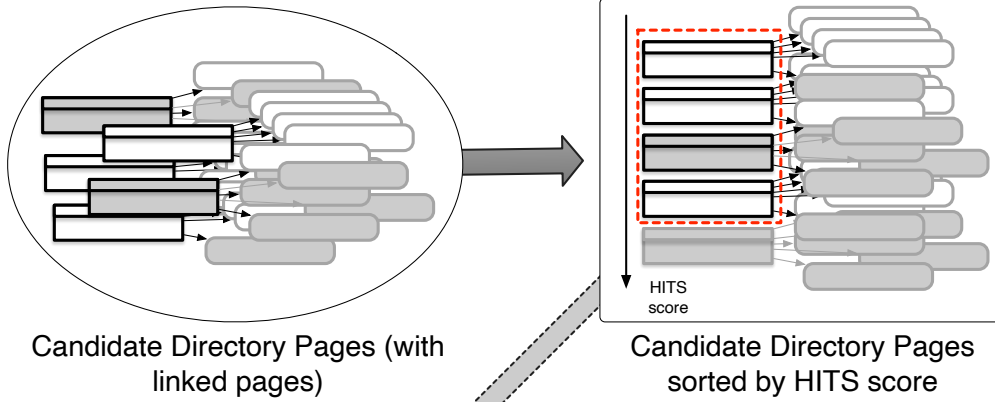 HITS
score
Candidate Directory Pages (with
linked pages)
Candidate Directory Pages
sorted by HITS score